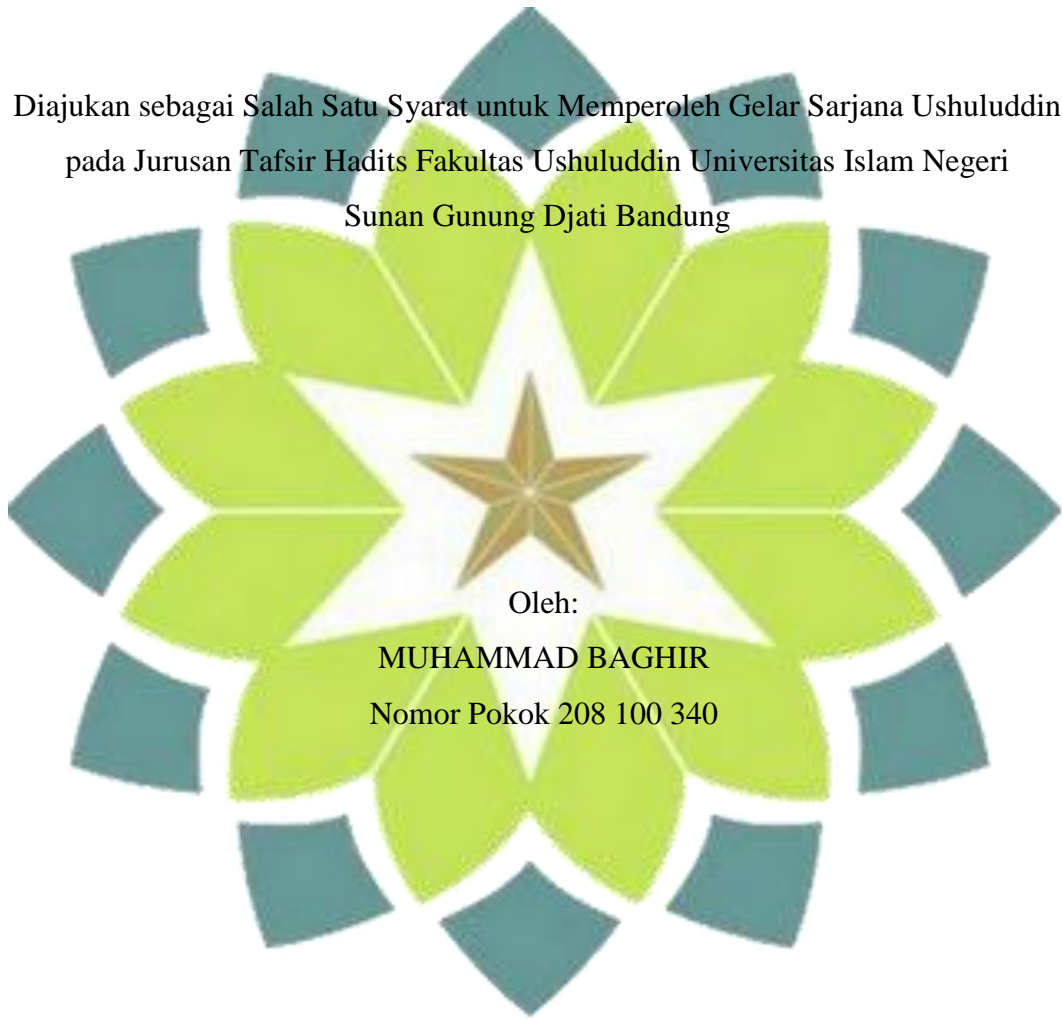 Diajukan sebagai Salah Satu Syarat untuk Memperoleh Gelar Sarjana Ushuluddin
pada Jurusan Tafsir Hadits Fakultas Ushuluddin Universitas Islam Negeri
Sunan Gunung Djati Bandung
Oleh:
MUHAMMAD BAGHIR
Nomor Pokok 208 100 340